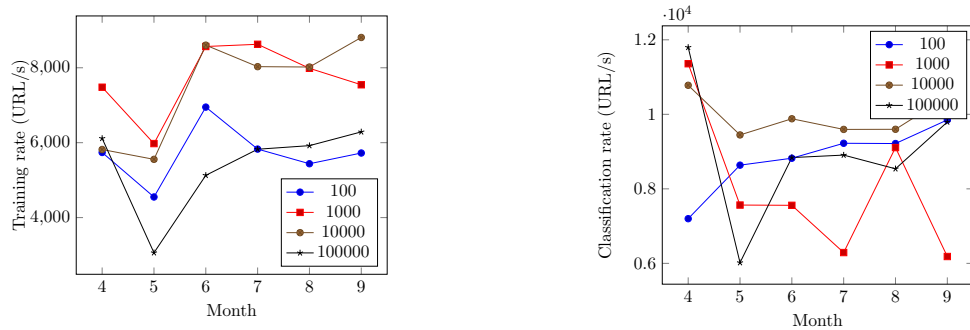 8,000
6,000
4,000
Training rate (URL/s)
4 5 6 7 8 9
Month
100
1000
10000
100000
·10⁴
1.2
1
0.8
0.6
Classification rate (URL/s)
4 5 6 7 8 9
Month
100
1000
10000
100000